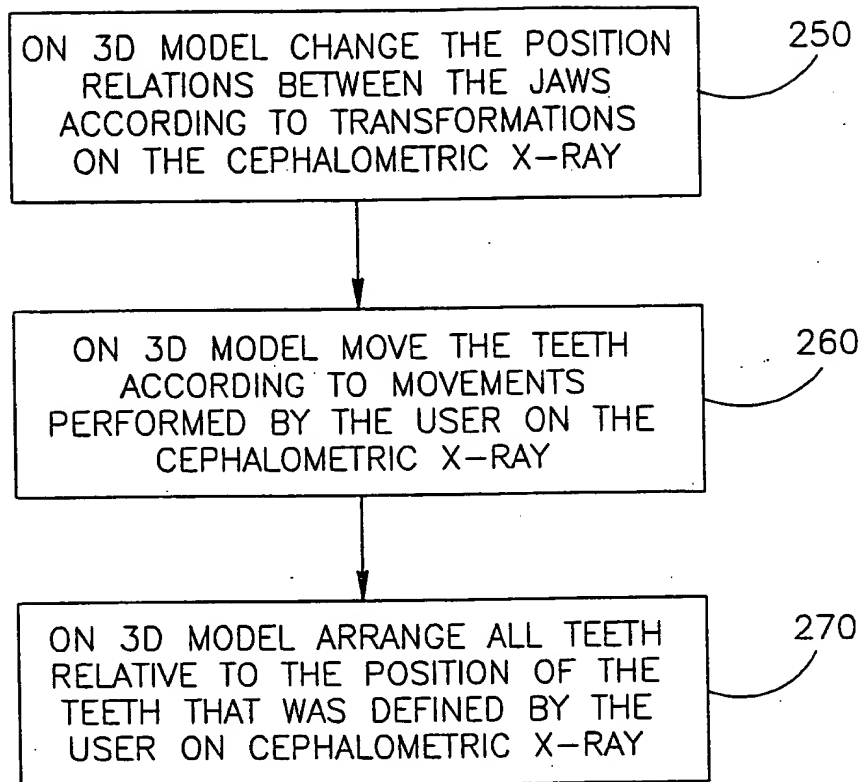 ON 3D MODEL CHANGE THE POSITION
RELATIONS BETWEEN THE JAWS
ACCORDING TO TRANSFORMATIONS
ON THE CEPHALOMETRIC X-RAY
250
ON 3D MODEL MOVE THE TEETH
ACCORDING TO MOVEMENTS
PERFORMED BY THE USER ON THE
CEPHALOMETRIC X-RAY
260
ON 3D MODEL ARRANGE ALL TEETH
RELATIVE TO THE POSITION OF THE
TEETH THAT WAS DEFINED BY THE
USER ON CEPHALOMETRIC X-RAY
270